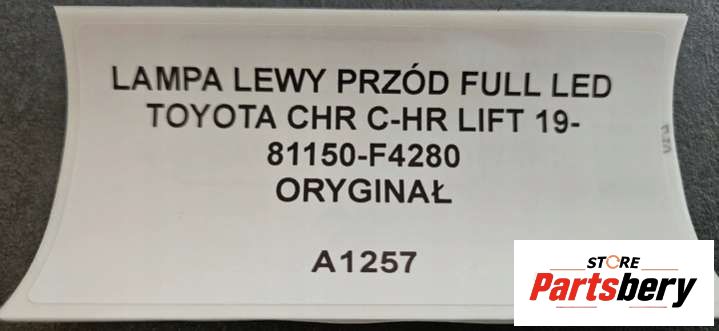 LAMPA LEWY PRZÓD FULL LED
TOYOTA CHR C-HR LIFT 19-
81150-F4280
ORYGINAŁ
A1257
STORE
Partsbery